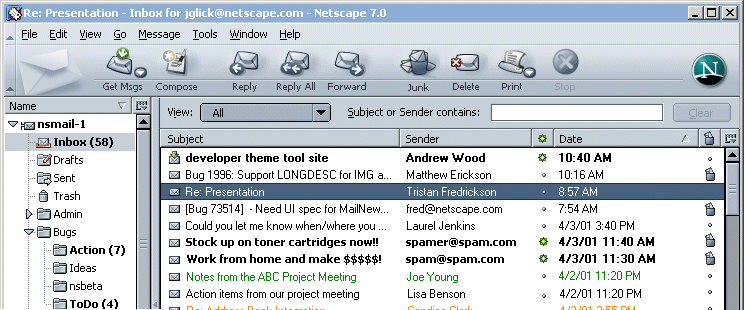 Re: Presentation - Inbox for jglick@netscape.com - Netscape 7.0
File Edit View Go Message Tools Window Help
Get Msgs Compose Reply Reply All Forward Junk Delete Print Stop
N
Name
View: All Subject or Sender contains: Clear
nsmail-1
Inbox (58)
Drafts
Sent
Trash
Admin
Bugs
Action (7)
Ideas
nsbeta
ToDo (4)
Subject Sender Date
developer theme tool site Andrew Wood 10:40 AM
Bug 1996: Support LONGDESC for IMG a... Matthew Erickson 10:16 AM
Re: Presentation Tristan Fredrickson 8:57 AM
[Bug 73514] - Need UI spec for MailNew... fred@netscape.com 7:54 AM
Could you let me know when/where you ... Laurel Jenkins 4/3/01 3:40 PM
Stock up on toner cartridges now!! spamer@spam.com 4/3/01 11:40 AM
Work from home and make $$$$$! spam@spam.com 4/3/01 11:30 AM
Notes from the ABC Project Meeting Joe Young 4/2/01 11:20 PM
Action items from our project meeting Lisa Benson 4/2/01 11:20 PM